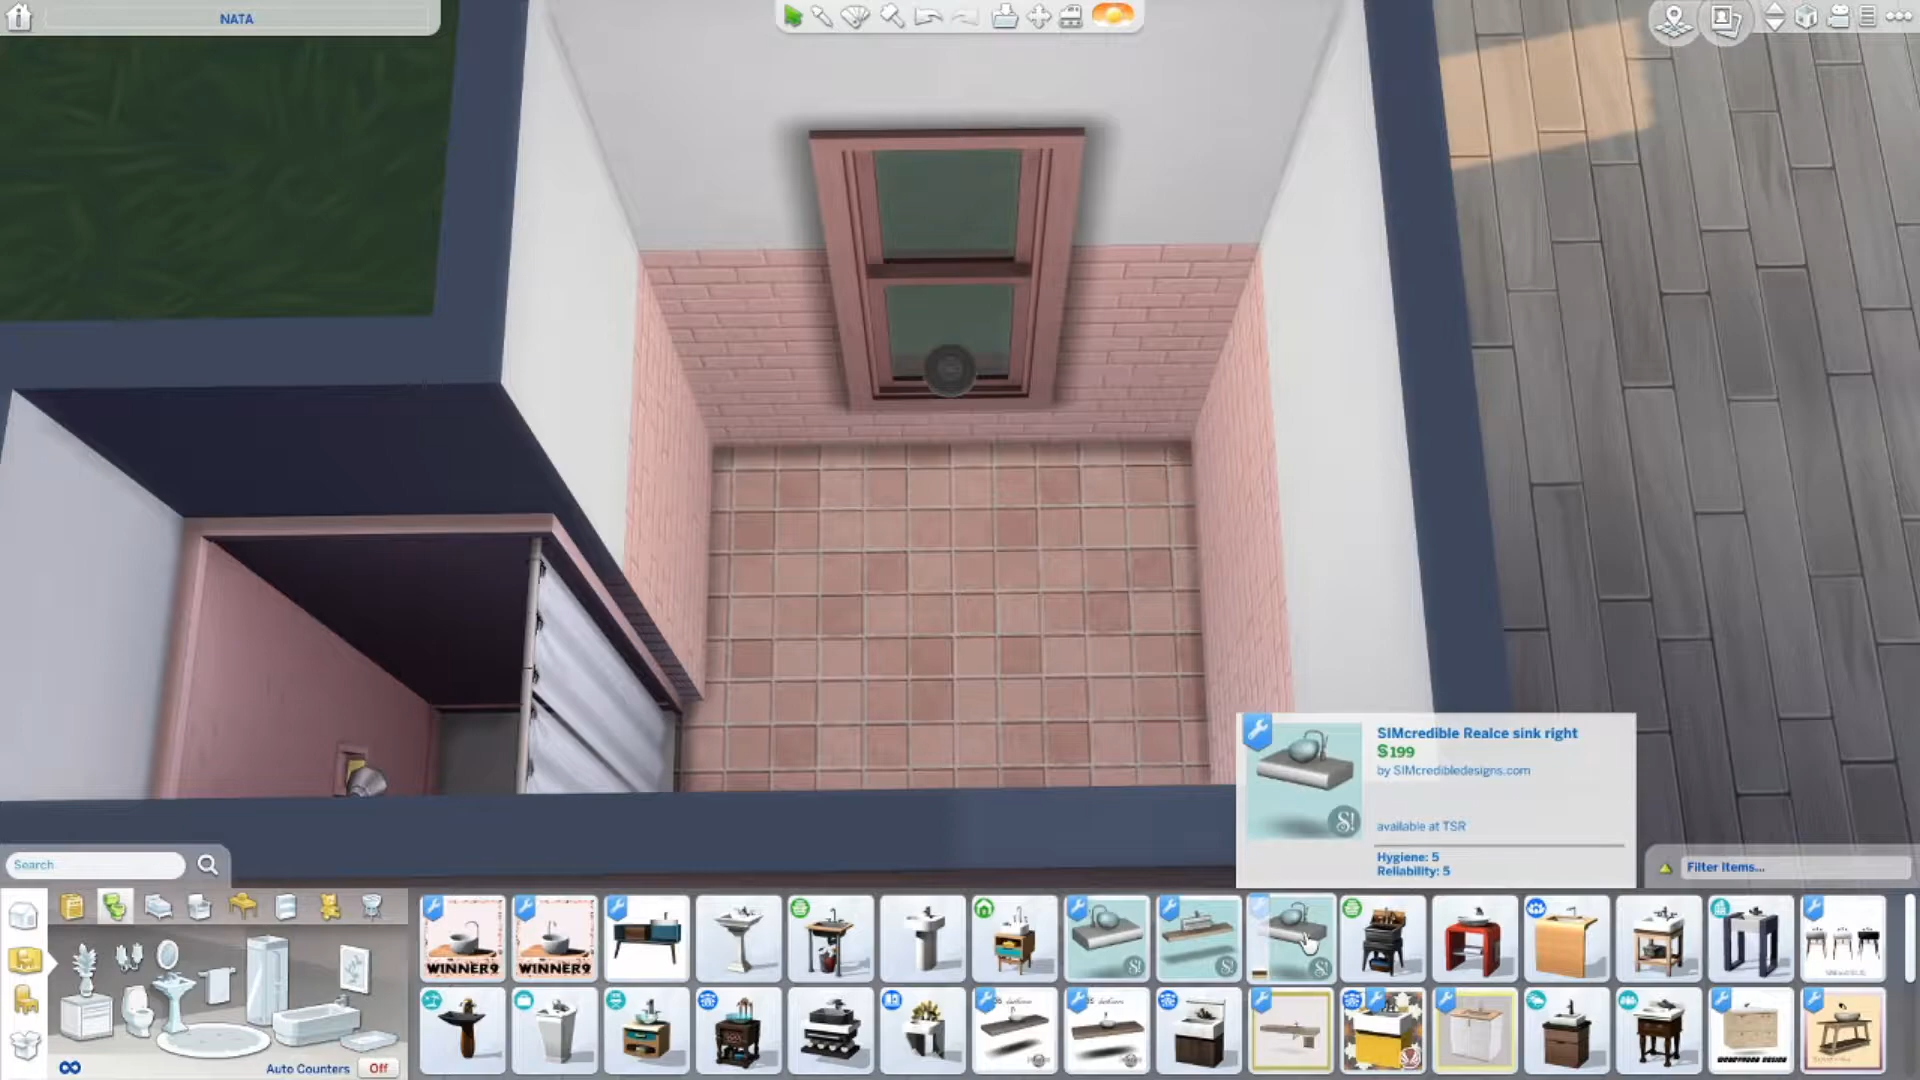 NATA
SIMcredible Realce sink right
§199
by SIMcredibledesigns.com
available at TSR
Hygiene: 5
Reliability: 5
Search
Filter Items...
WINNER9
WINNER9
S!
S!
S!
S!
Auto Counters
Off